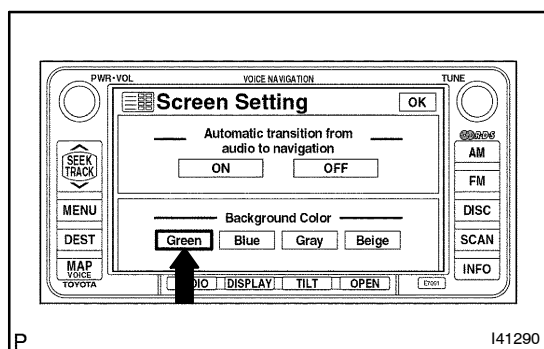 PWR•VOL VOICE NAVIGATION TUNE
Screen Setting OK
Automatic transition from
audio to navigation
ON OFF
Background Color
Green Blue Gray Beige
SEEK
TRACK
MENU
DEST
MAP
VOICE
TOYOTA
RDS
AM
FM
DISC
SCAN
INFO
DIO DISPLAY TILT OPEN E7001
P I41290